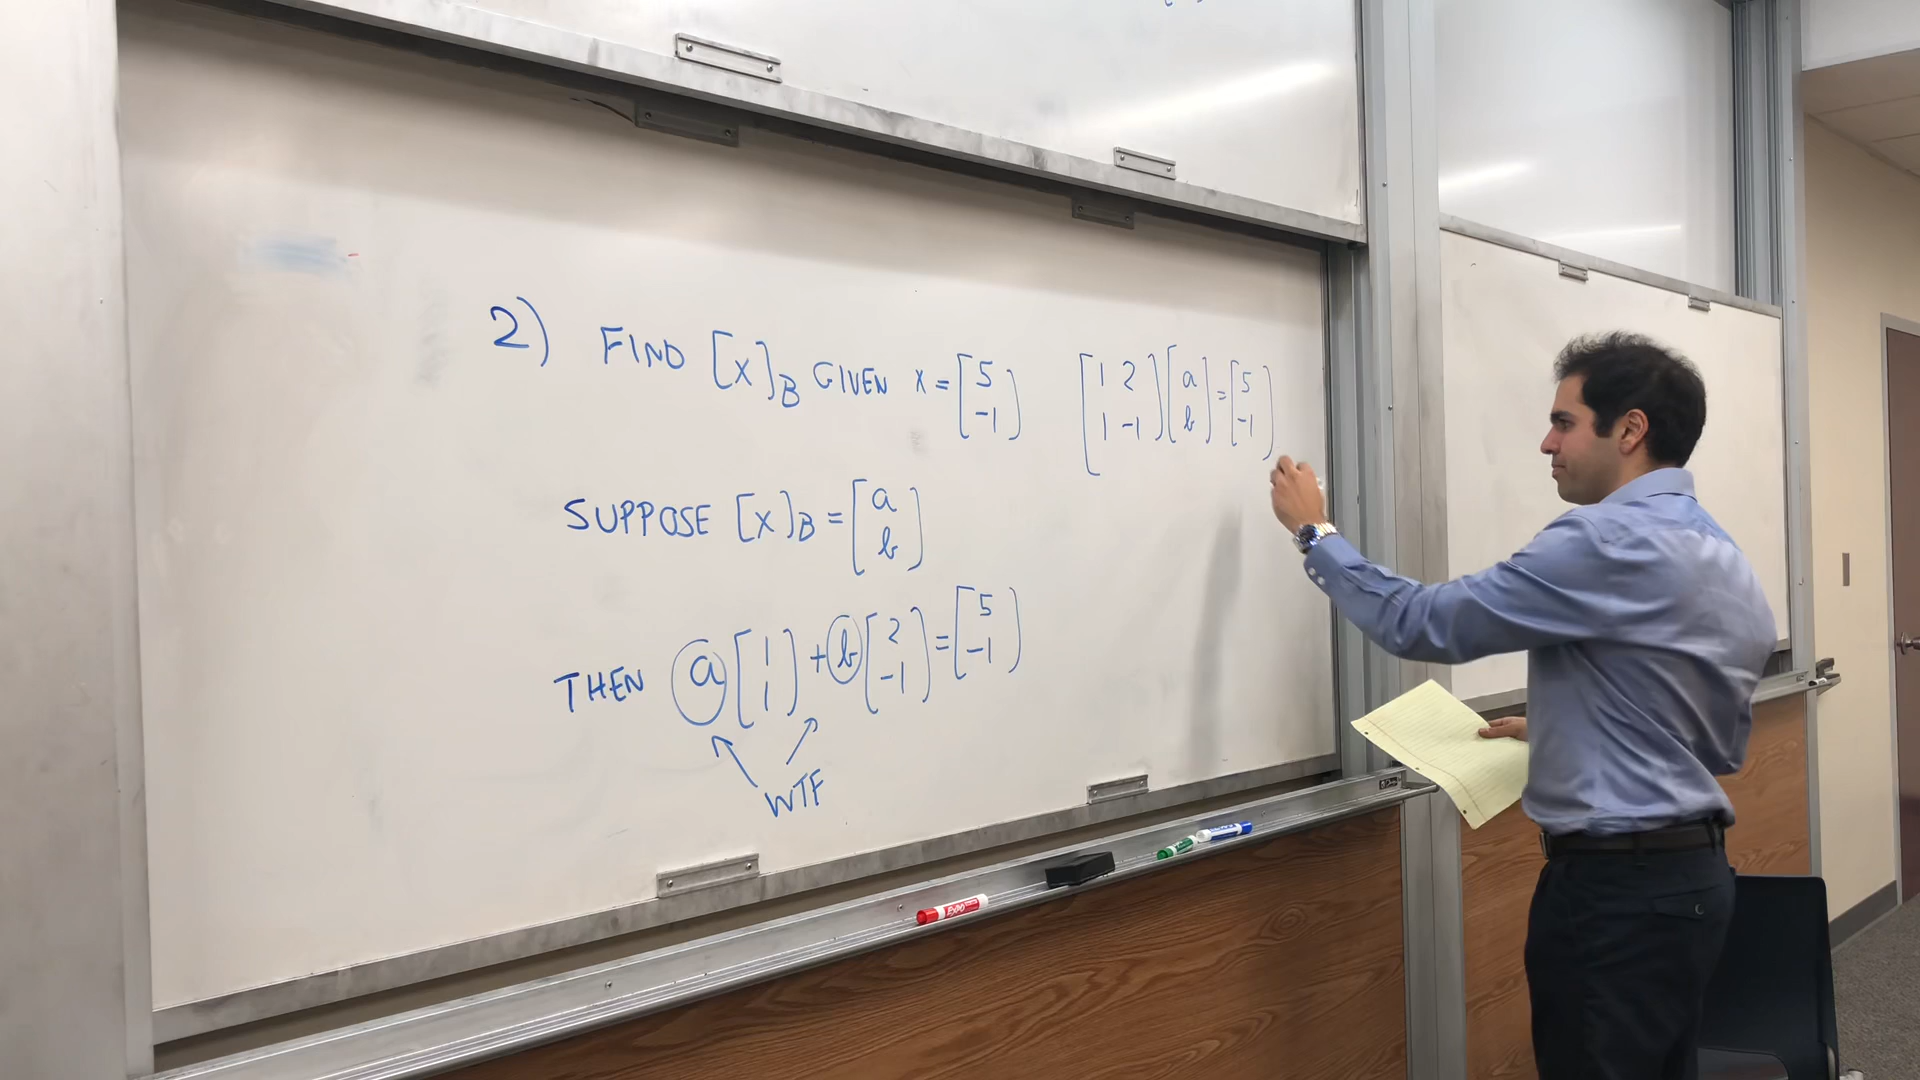 2) FIND [x]B GIVEN x = [5 -1]
[1 2 1 -1][a b] = [5 -1]
SUPPOSE [x]B = [a b]
THEN a[1 1] + b[2 -1] = [5 -1]
WTF
EXPO